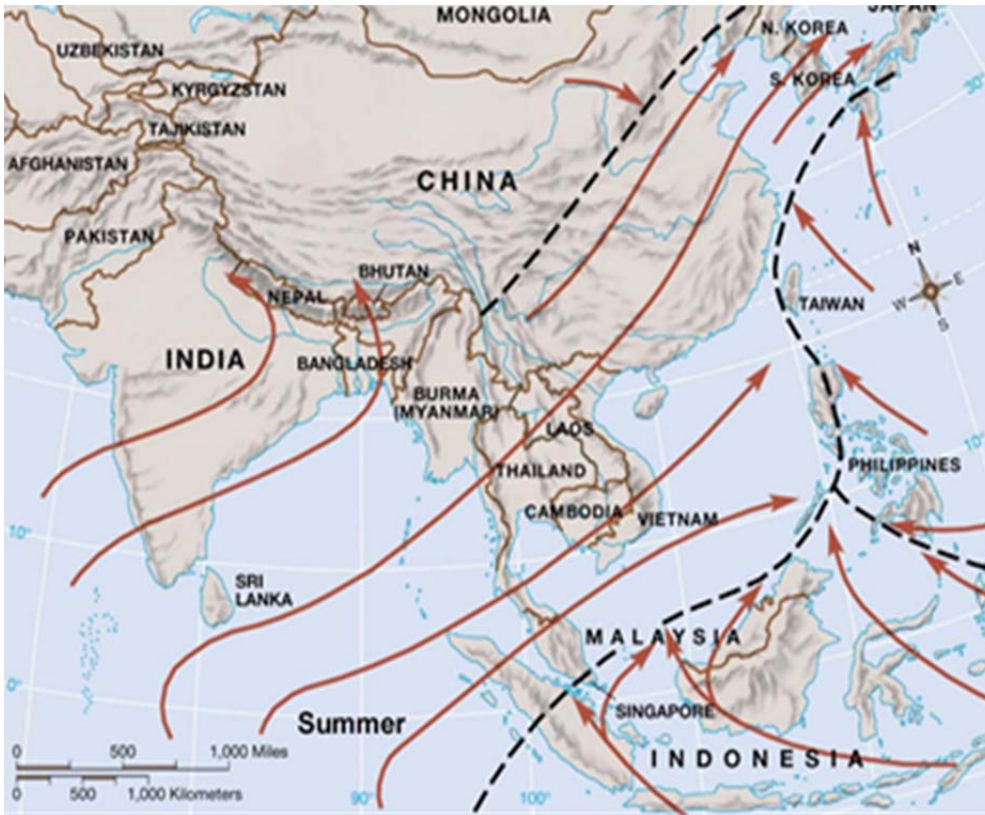 MONGOLIA
JAPAN
N. KOREA
UZBEKISTAN
KYRGYZSTAN
S. KOREA
30°
TAJIKISTAN
AFGHANISTAN
CHINA
PAKISTAN
N
BHUTAN
NEPAL
E
W
TAIWAN
S
INDIA
BANGLADESH
BURMA
(MYANMAR)
LAOS
10°
THAILAND
PHILIPPINES
CAMBODIA
VIETNAM
10°
SRI
LANKA
MALAYSIA
0°
SINGAPORE
Summer
0 500 1,000 Miles
INDONESIA
0 500 1,000 Kilometers
90°
100°